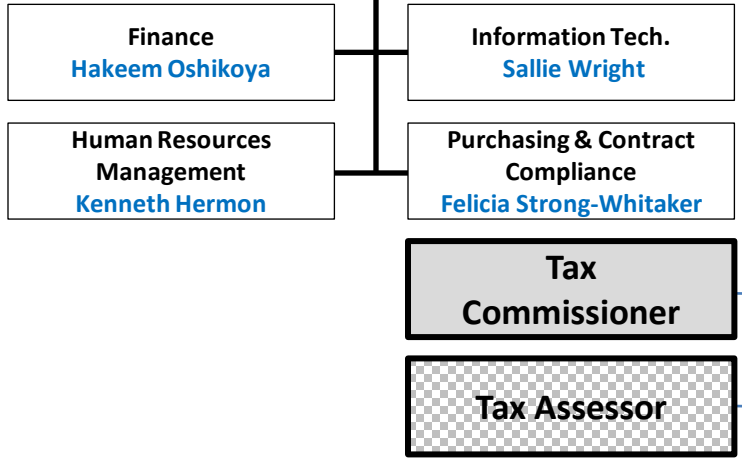 Finance
Hakeem Oshikoya
Information Tech.
Sallie Wright
Human Resources
Management
Kenneth Hermon
Purchasing & Contract
Compliance
Felicia Strong-Whitaker
Tax
Commissioner
Tax Assessor